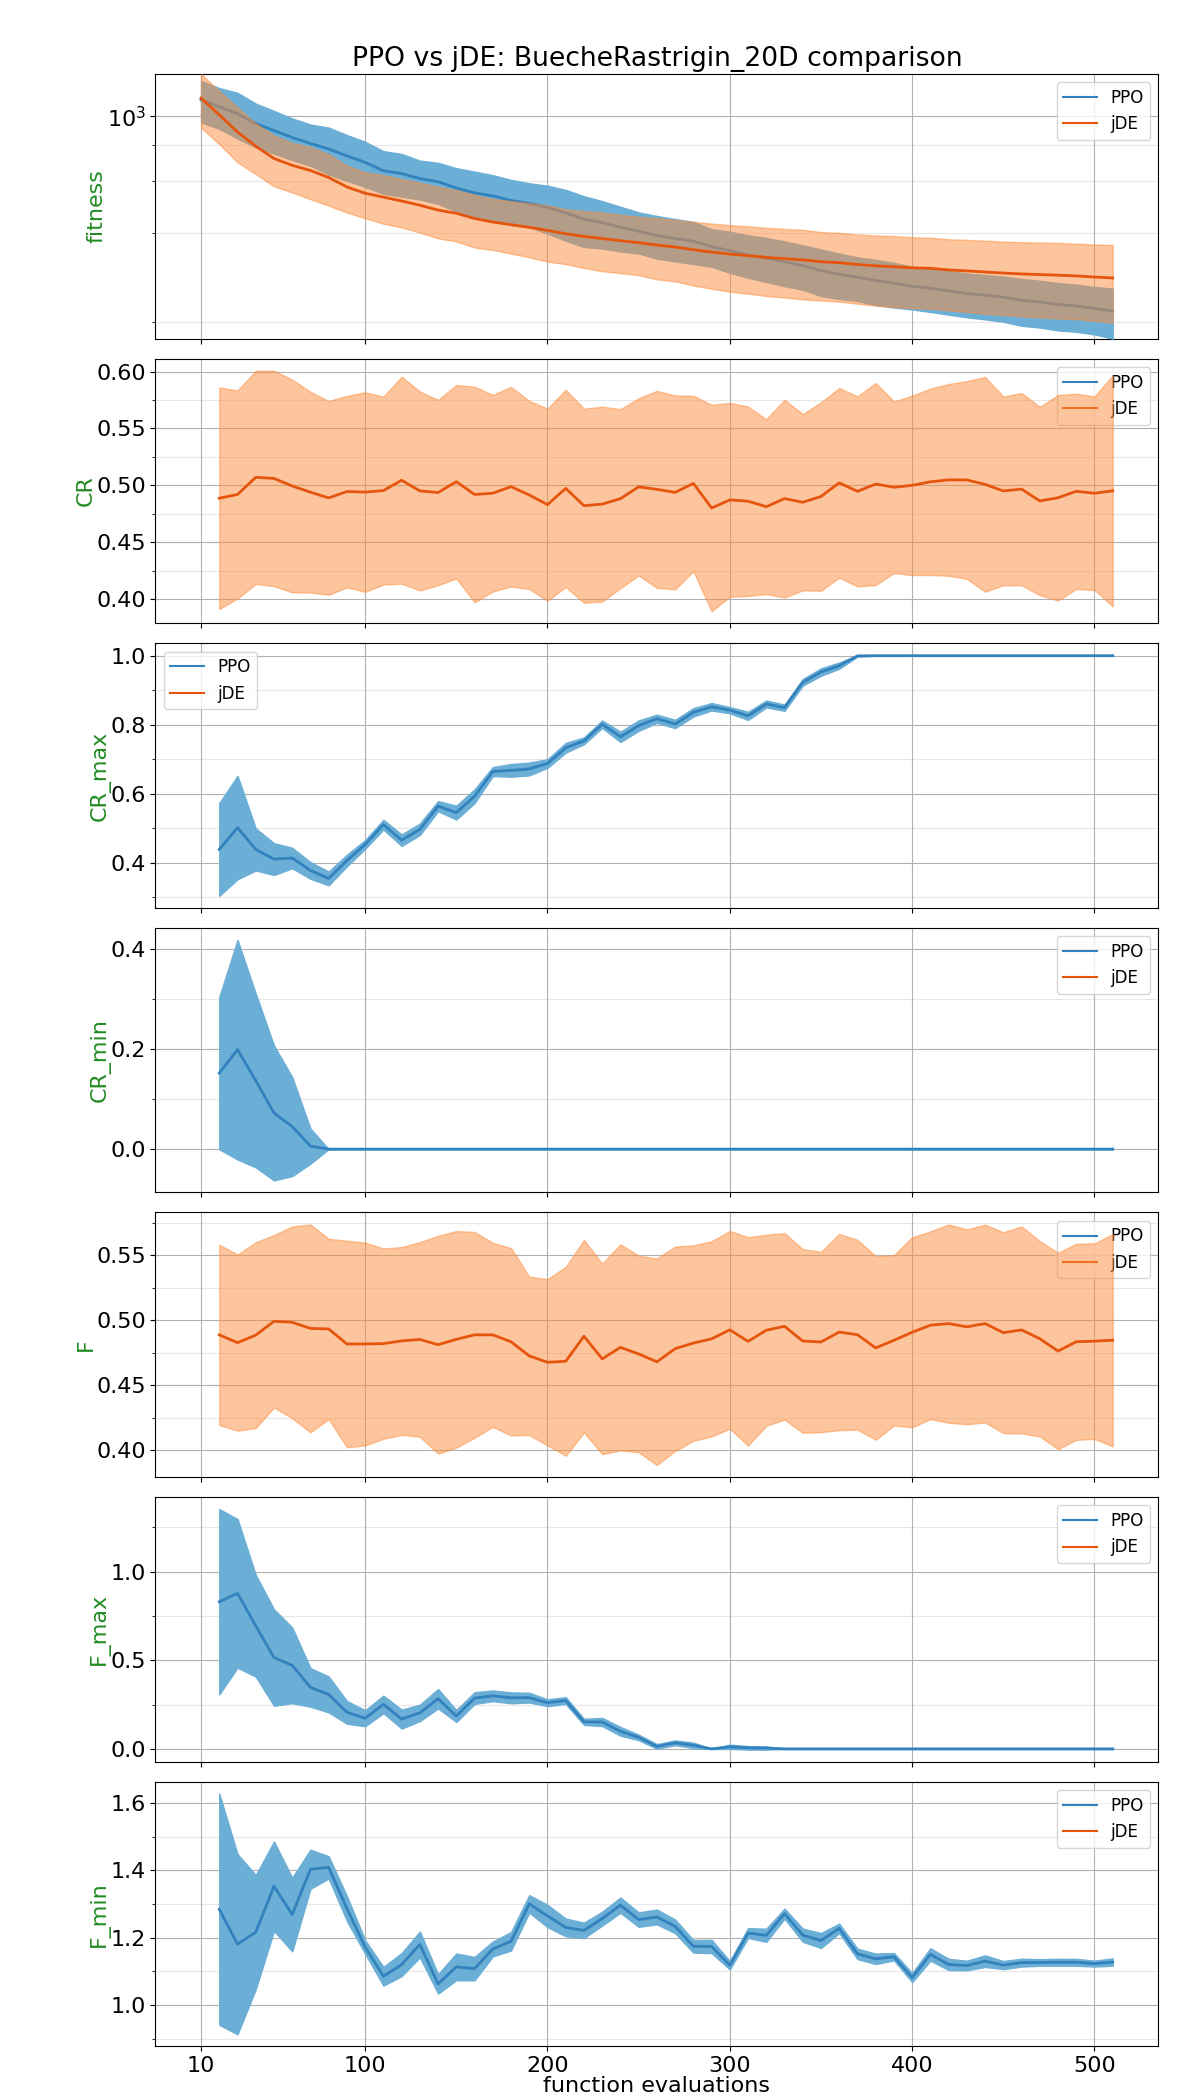 PPO vs jDE: BuecheRastrigin_20D comparison
10³
fitness
PPO
jDE
0.60
0.55
0.50
0.45
0.40
CR
PPO
jDE
1.0
0.8
0.6
0.4
CR_max
PPO
jDE
0.4
0.2
0.0
CR_min
PPO
jDE
0.55
0.50
0.45
0.40
F
PPO
jDE
1.0
0.5
0.0
F_max
PPO
jDE
1.6
1.4
1.2
1.0
F_min
PPO
jDE
10 100 200 300 400 500
function evaluations